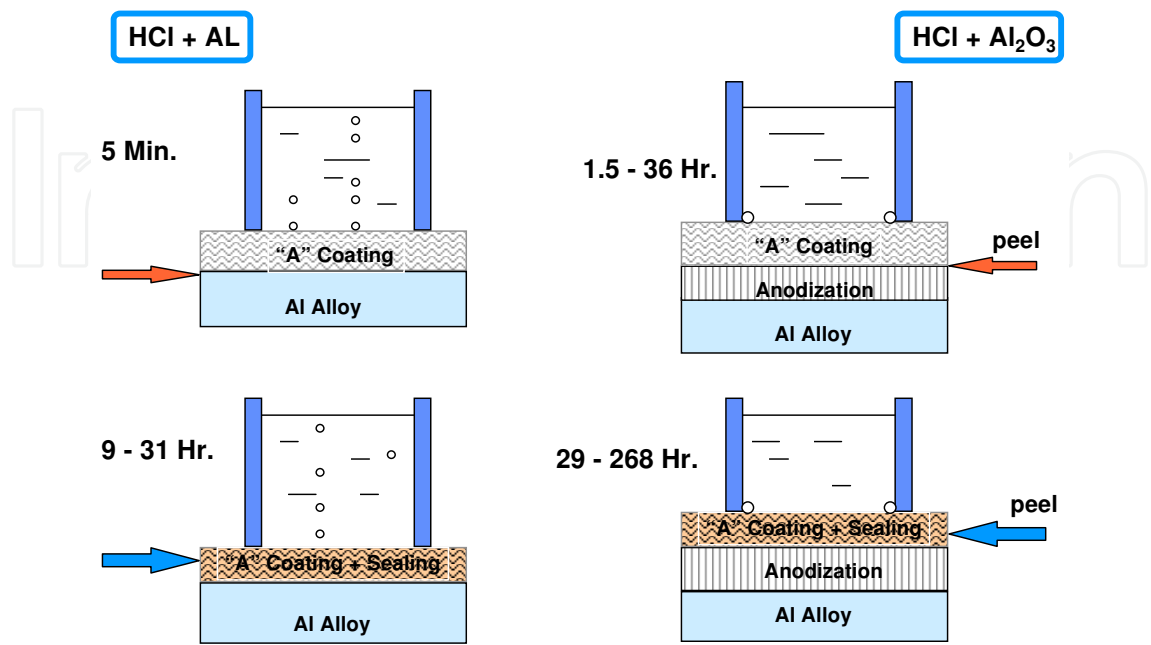 HCl + AL
HCl + Al₂O₃
5 Min.
"A" Coating
Al Alloy
1.5 - 36 Hr.
"A" Coating
peel
Anodization
Al Alloy
9 - 31 Hr.
"A" Coating + Sealing
Al Alloy
29 - 268 Hr.
"A" Coating + Sealing
peel
Anodization
Al Alloy